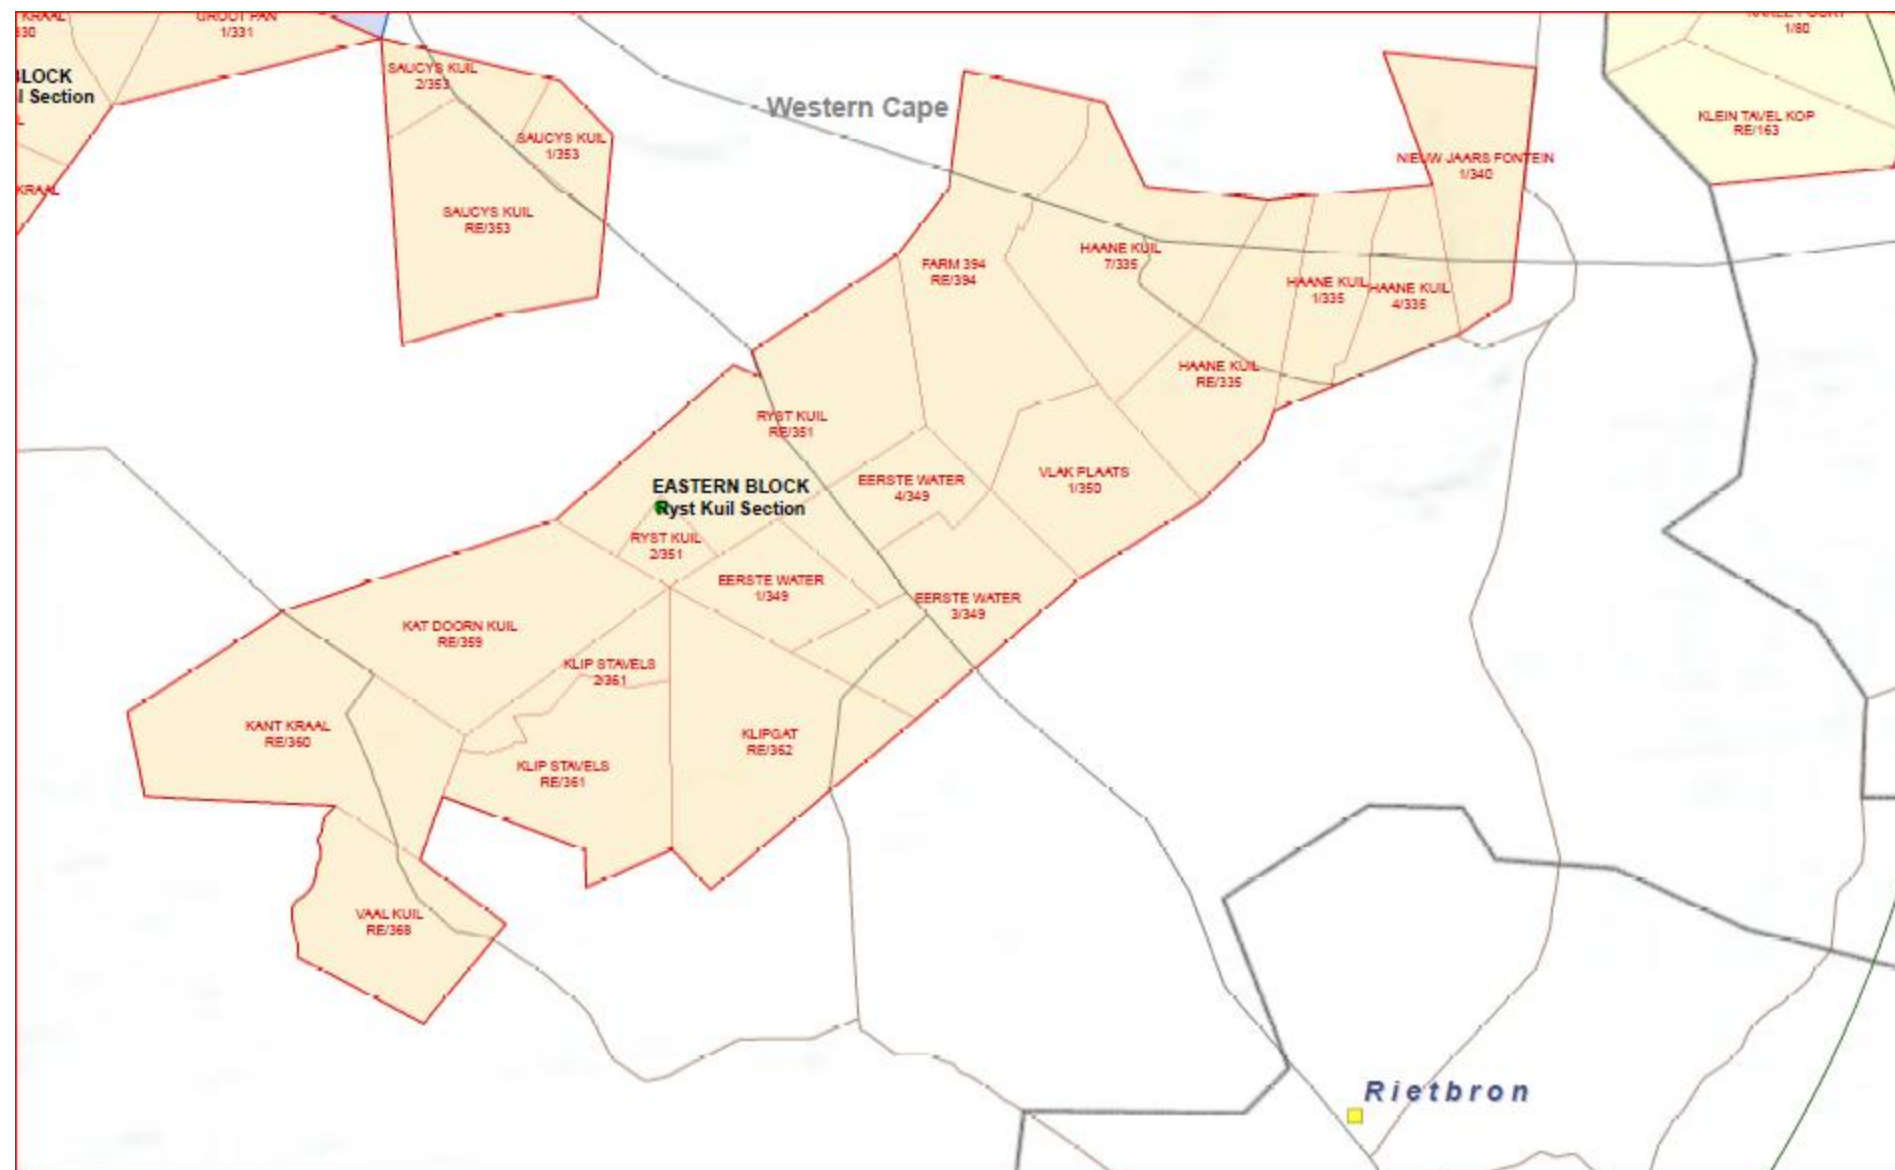 KRAAL
330
GROOT PAN
1/331
BLOCK
l Section
KRAAL
SAUCYS KUIL
2/353
SAUCYS KUIL
1/353
SAUCYS KUIL
RE/353
Western Cape
1/80
KLEIN TAVEL KOP
RE/163
NIEUW JAARS FONTEIN
1/340
FARM 394
RE/394
HAANE KUIL
7/335
HAANE KUIL
1/335
HAANE KUIL
4/335
HAANE KUIL
RE/335
RYST KUIL
RE/351
EASTERN BLOCK
Ryst Kuil Section
EERSTE WATER
4/349
VLAK PLAATS
1/350
RYST KUIL
2/351
EERSTE WATER
1/349
EERSTE WATER
3/349
KAT DOORN KUIL
RE/359
KLIP STAVELS
2/361
KANT KRAAL
RE/360
KLIPGAT
RE/362
KLIP STAVELS
RE/361
VAAL KUIL
RE/368
Rietbron